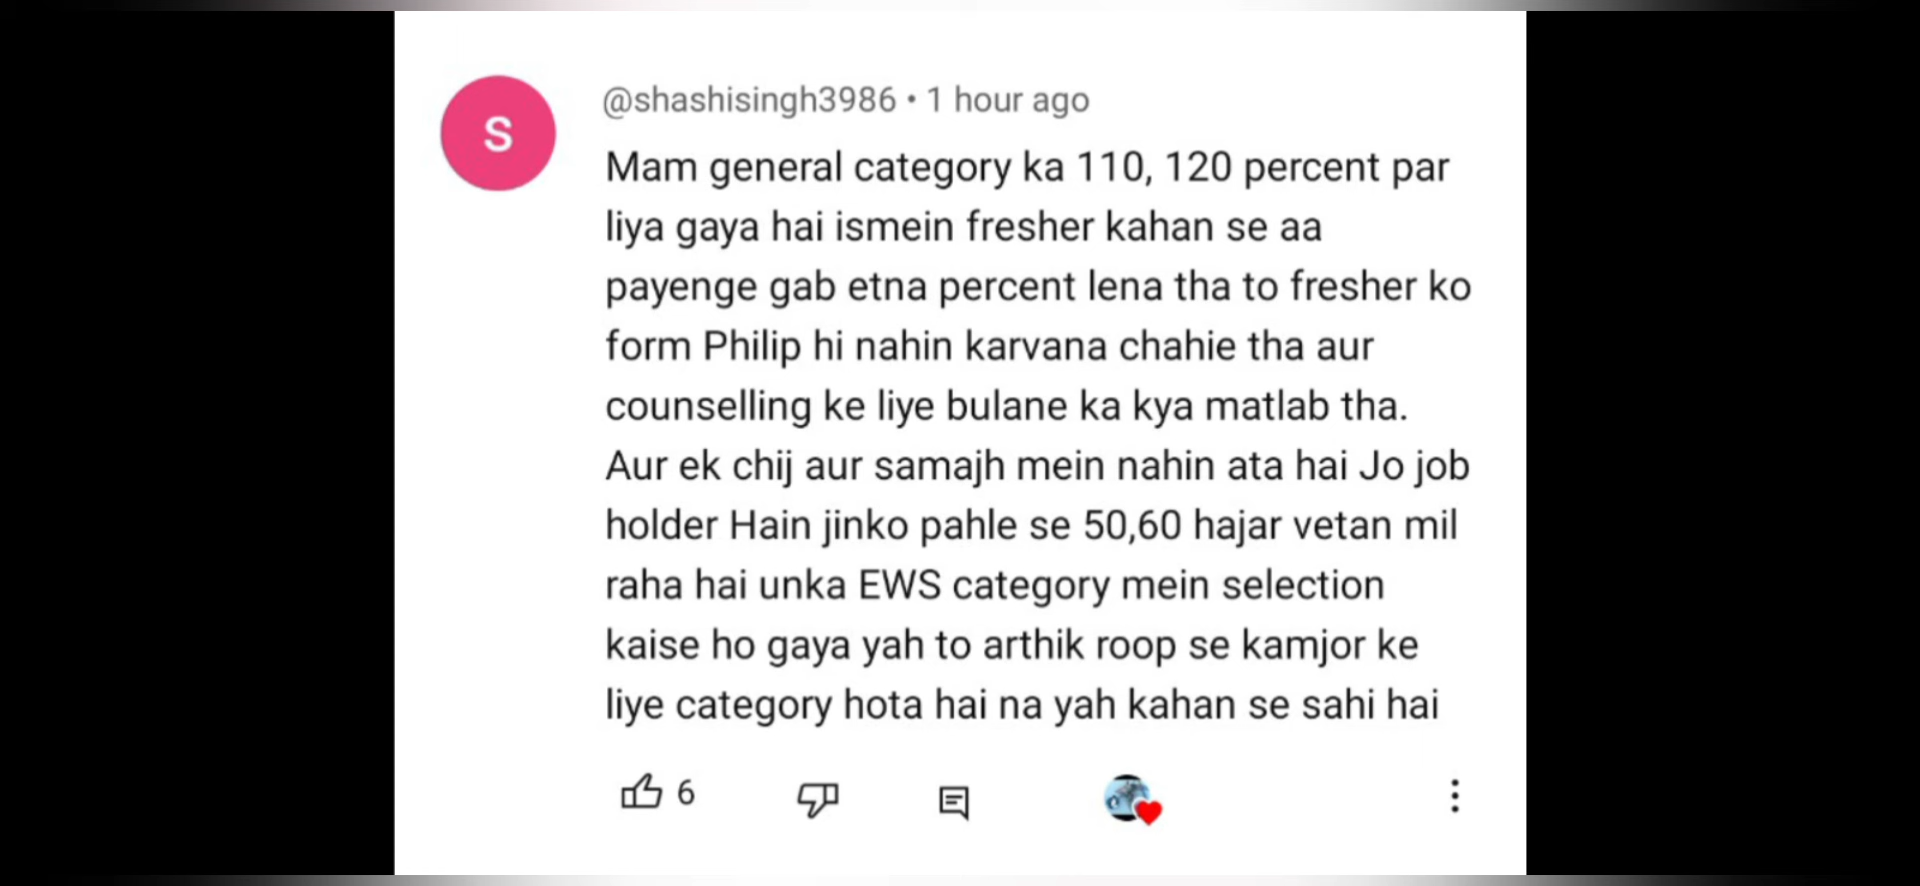 S
@shashisingh3986 • 1 hour ago
Mam general category ka 110, 120 percent par
liya gaya hai ismein fresher kahan se aa
payenge gab etna percent lena tha to fresher ko
form Philip hi nahin karvana chahie tha aur
counselling ke liye bulane ka kya matlab tha.
Aur ek chij aur samajh mein nahin ata hai Jo job
holder Hain jinko pahle se 50,60 hajar vetan mil
raha hai unka EWS category mein selection
kaise ho gaya yah to arthik roop se kamjor ke
liye category hota hai na yah kahan se sahi hai
6